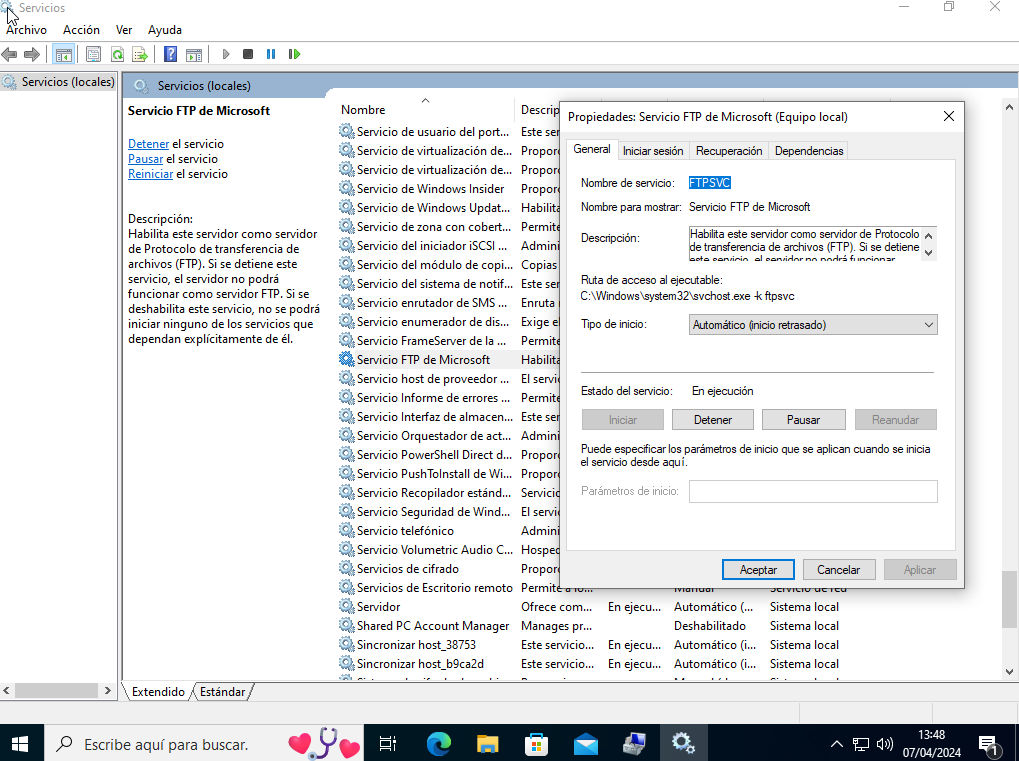 Servicios
Archivo Acción Ver Ayuda
Servicios (locales)
Servicios (locales)
Servicio FTP de Microsoft
Detener el servicio
Pausar el servicio
Reiniciar el servicio
Descripción:
Habilita este servidor como servidor
de Protocolo de transferencia de
archivos (FTP). Si se detiene este
servicio, el servidor no podrá
funcionar como servidor FTP. Si se
deshabilita este servicio, no se podrá
iniciar ninguno de los servicios que
dependan explícitamente de él.
Nombre Descrip
Servicio de usuario del port... Este ser
Servicio de virtualización de... Propor
Servicio de virtualización de... Propor
Servicio de Windows Insider Propor
Servicio de Windows Updat... Habilita
Servicio de zona con cobert... Permite
Servicio del iniciador iSCSI ... Admini
Servicio del módulo de copi... Copias
Servicio del sistema de notif... Este ser
Servicio enrutador de SMS ... Enruta
Servicio enumerador de dis... Exige el
Servicio FrameServer de la ... Permite
Servicio FTP de Microsoft Habilita
Servicio host de proveedor ... El servic
Servicio Informe de errores ... Permite
Servicio Interfaz de almacen... Este ser
Servicio Orquestador de act... Admini
Servicio PowerShell Direct d... Propor
Servicio PushToInstall de Wi... Propor
Servicio Recopilador estánd... Servicio
Servicio Seguridad de Wind... El servic
Servicio telefónico Admini
Servicio Volumetric Audio C... Hospec
Servicios de cifrado Propor
Servicios de Escritorio remoto Permite a lo... Manual Servicio de red
Servidor Ofrece com... En ejecu... Automático (... Sistema local
Shared PC Account Manager Manages pr... Deshabilitado Sistema local
Sincronizar host_38753 Este servicio... En ejecu... Automático (i... Sistema local
Sincronizar host_b9ca2d Este servicio... En ejecu... Automático (i... Sistema local
Propiedades: Servicio FTP de Microsoft (Equipo local)
General Iniciar sesión Recuperación Dependencias
Nombre de servicio: FTPSVC
Nombre para mostrar: Servicio FTP de Microsoft
Descripción: Habilita este servidor como servidor de Protocolo
de transferencia de archivos (FTP). Si se detiene
este servicio, el servidor no podrá funcionar
Ruta de acceso al ejecutable:
C:\Windows\system32\svchost.exe -k ftpsvc
Tipo de inicio: Automático (inicio retrasado)
Estado del servicio: En ejecución
Iniciar Detener Pausar Reanudar
Puede especificar los parámetros de inicio que se aplican cuando se inicia
el servicio desde aquí.
Parámetros de inicio:
Aceptar Cancelar Aplicar
Extendido Estándar
Escribe aquí para buscar.
13:48
07/04/2024
1